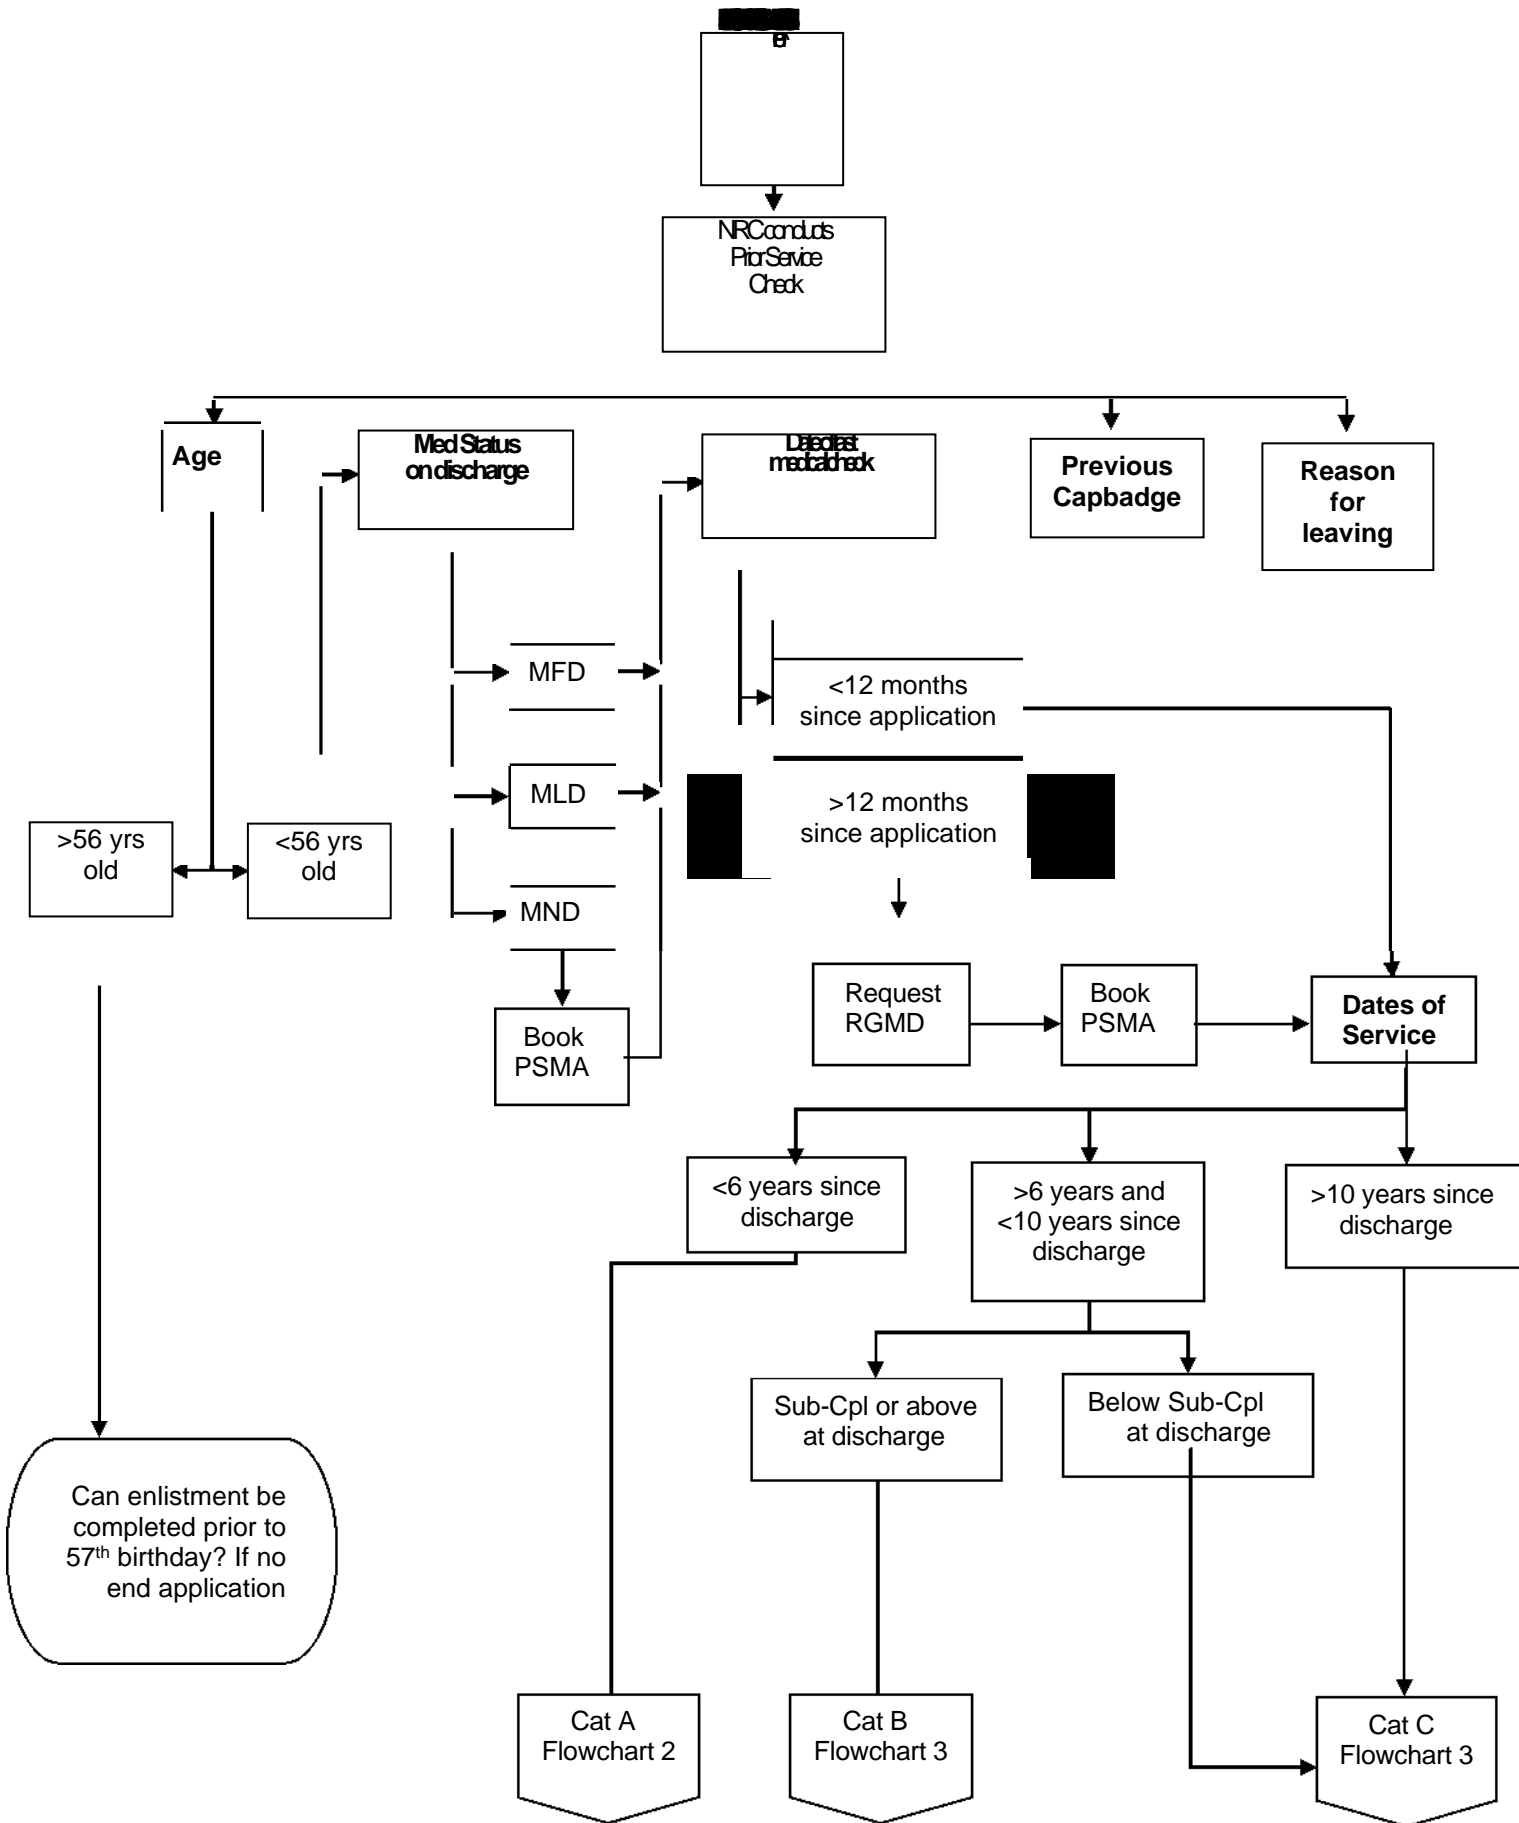 NRC conducts
Prior Service
Check
Age
Med Status
on discharge
Date of last
medical check
Previous
Capbadge
Reason
for
leaving
MFD
<12 months
since application
MLD
>12 months
since application
>56 yrs
old
<56 yrs
old
MND
Request
RGMD
Book
PSMA
Dates of
Service
Book
PSMA
<6 years since
discharge
>6 years and
<10 years since
discharge
>10 years since
discharge
Sub-Cpl or above
at discharge
Below Sub-Cpl
at discharge
Can enlistment be
completed prior to
57th birthday? If no
end application
Cat A
Flowchart 2
Cat B
Flowchart 3
Cat C
Flowchart 3